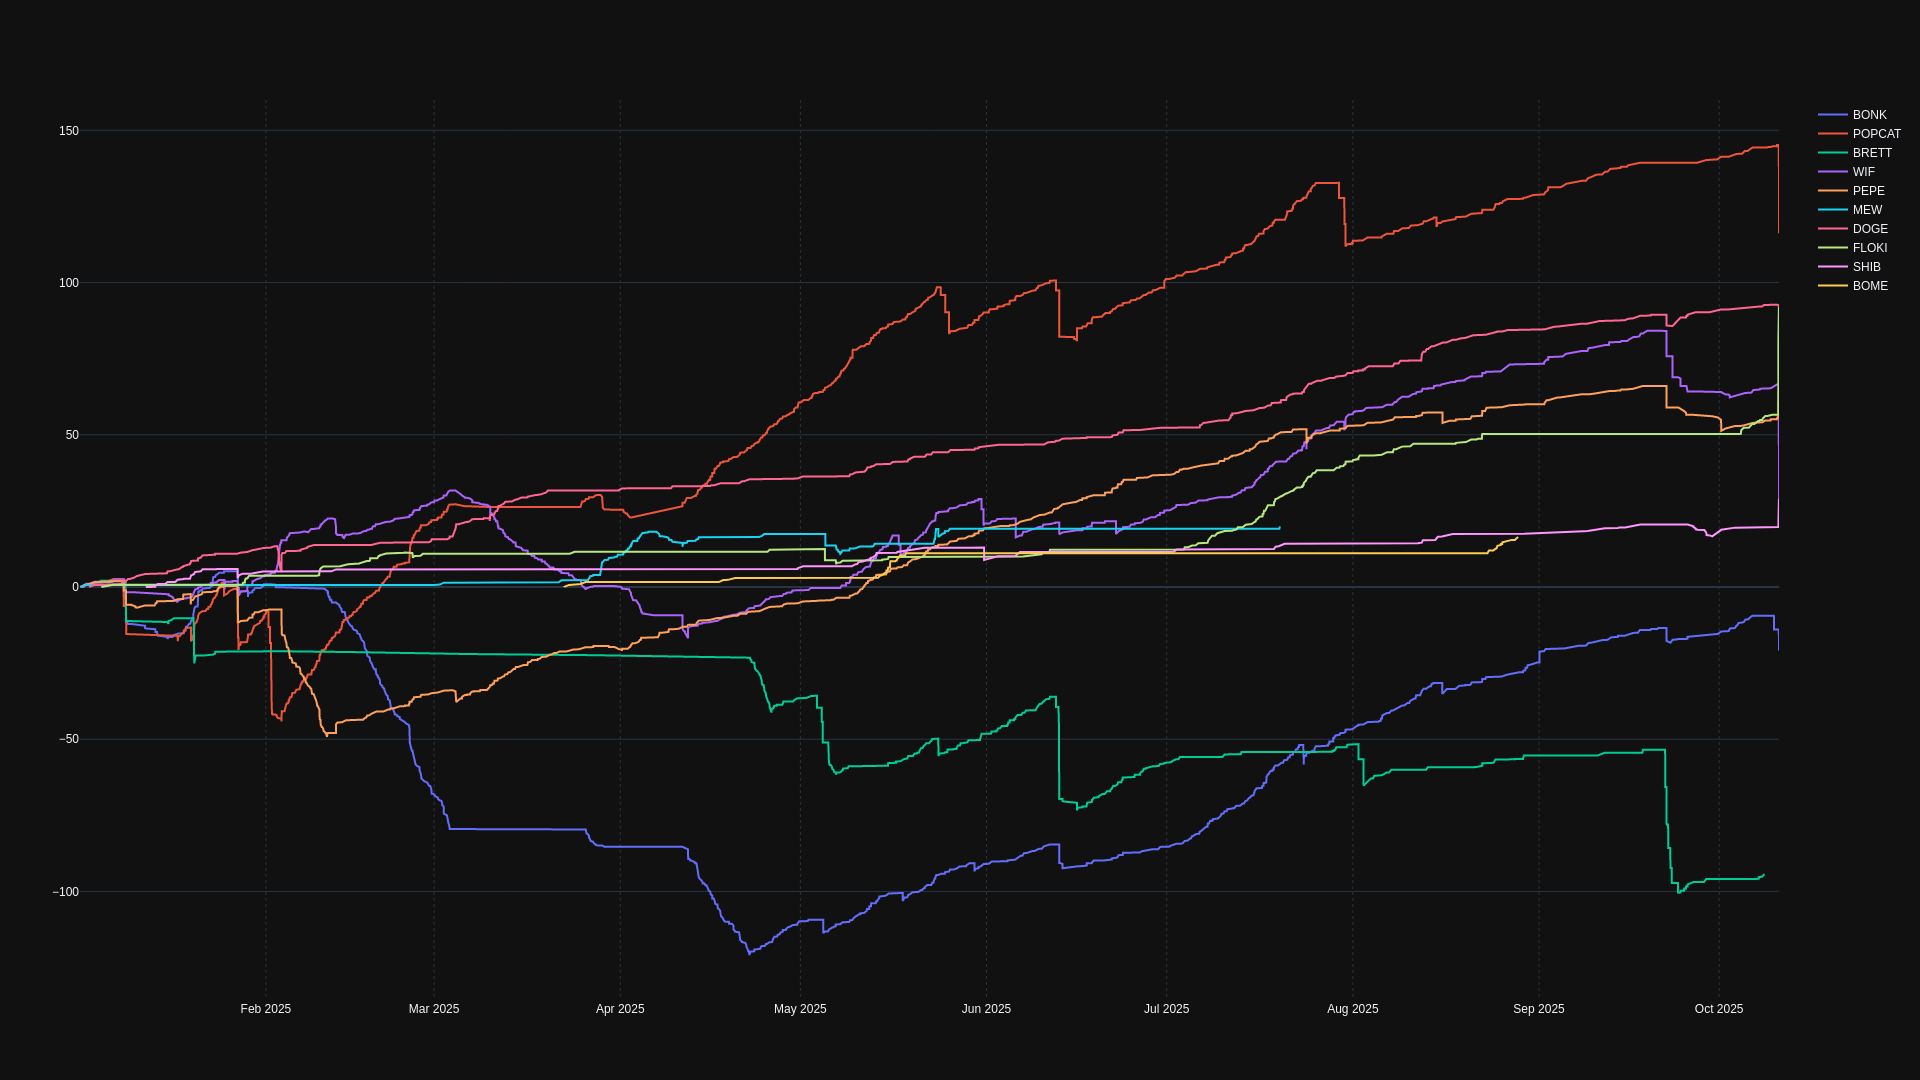 150
100
50
0
−50
−100
Feb 2025
Mar 2025
Apr 2025
May 2025
Jun 2025
Jul 2025
Aug 2025
Sep 2025
Oct 2025
BONK
POPCAT
BRETT
WIF
PEPE
MEW
DOGE
FLOKI
SHIB
BOME